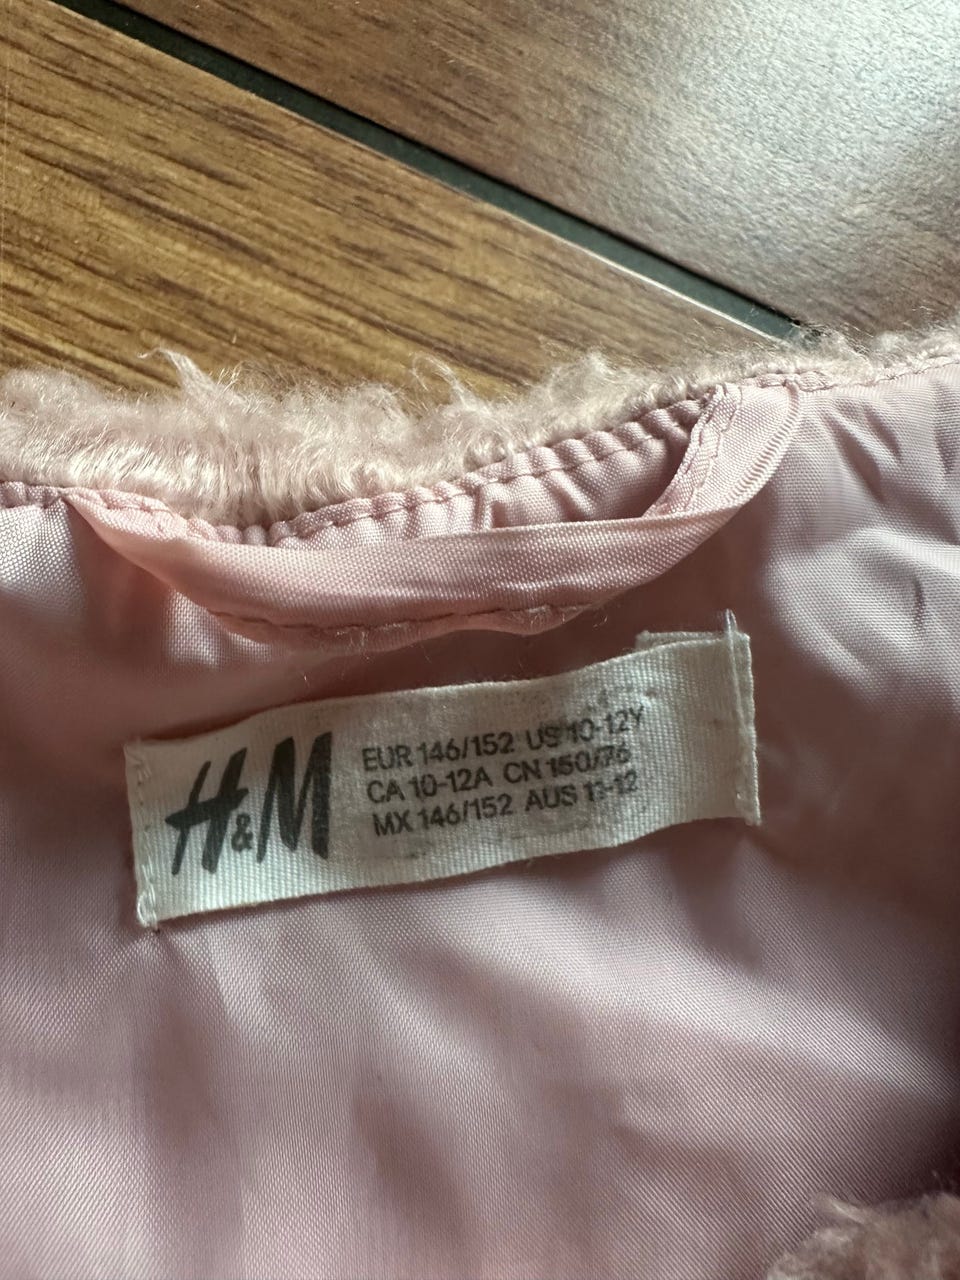 H&M
EUR 146/152 US 10-12Y
CA 10-12A CN 150/76
MX 146/152 AUS 11-12